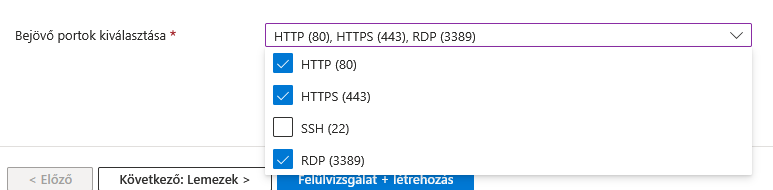 Bejövő portok kiválasztása *
HTTP (80), HTTPS (443), RDP (3389)
HTTP (80)
HTTPS (443)
SSH (22)
RDP (3389)
< Előző
Következő: Lemezek >
Felülvizsgálat + létrehozás